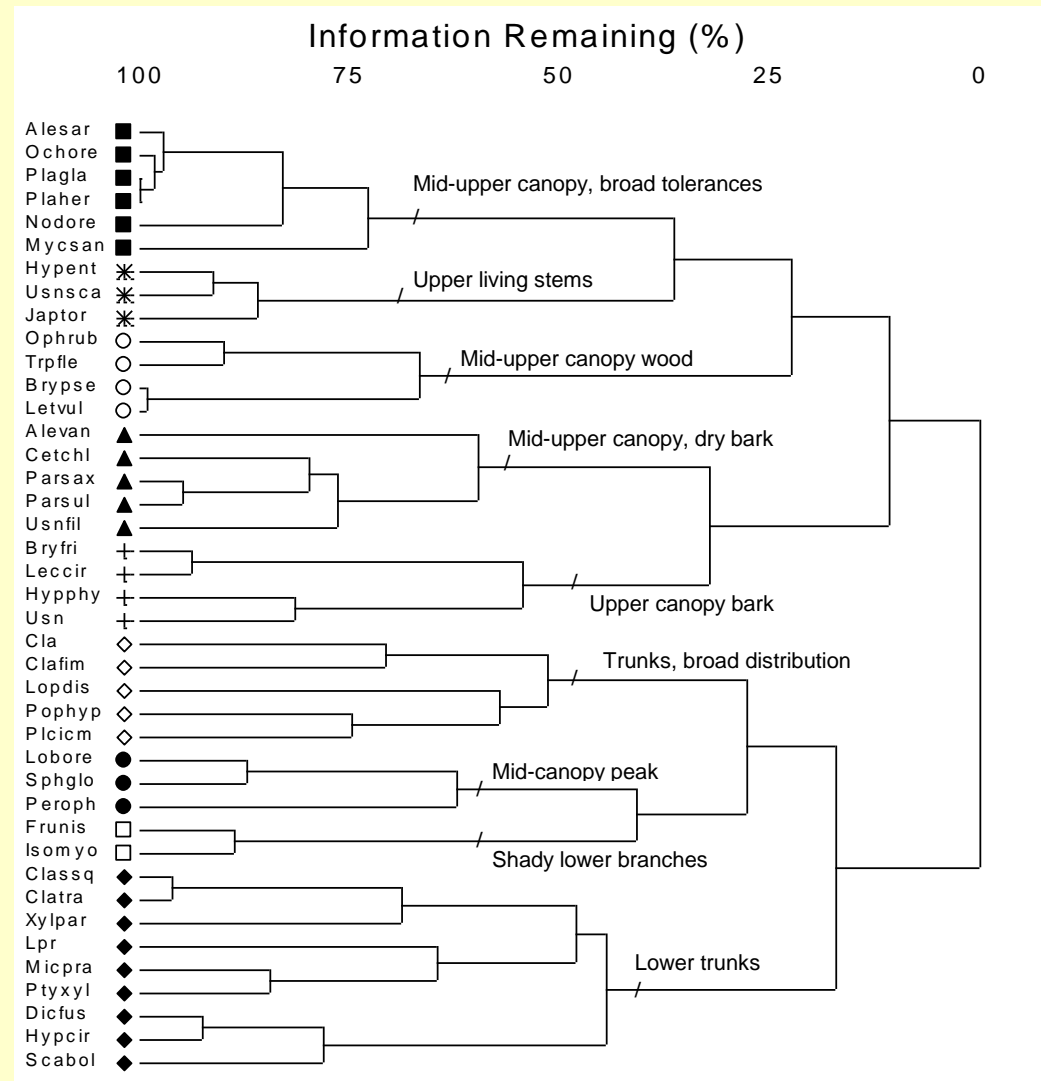 Information Remaining (%)
100 75 50 25 0
Alesar
Ochore
Plagla
Plaher
Nodore
Mycsan
Mid-upper canopy, broad tolerances
Hypent
Usnsca
Japtor
Upper living stems
Ophrub
Trpfle
Brypse
Letvul
Mid-upper canopy wood
Alevan
Cetchl
Parsax
Parsul
Usnfil
Mid-upper canopy, dry bark
Bryfri
Leccir
Hypphy
Usn
Upper canopy bark
Cla
Clafim
Lopdis
Pophyp
Plcicm
Trunks, broad distribution
Lobore
Sphglo
Peroph
Mid-canopy peak
Frunis
Isomyo
Shady lower branches
Classq
Clatra
Xylpar
Lpr
Micpra
Ptyxyl
Dicfus
Hypcir
Scabol
Lower trunks